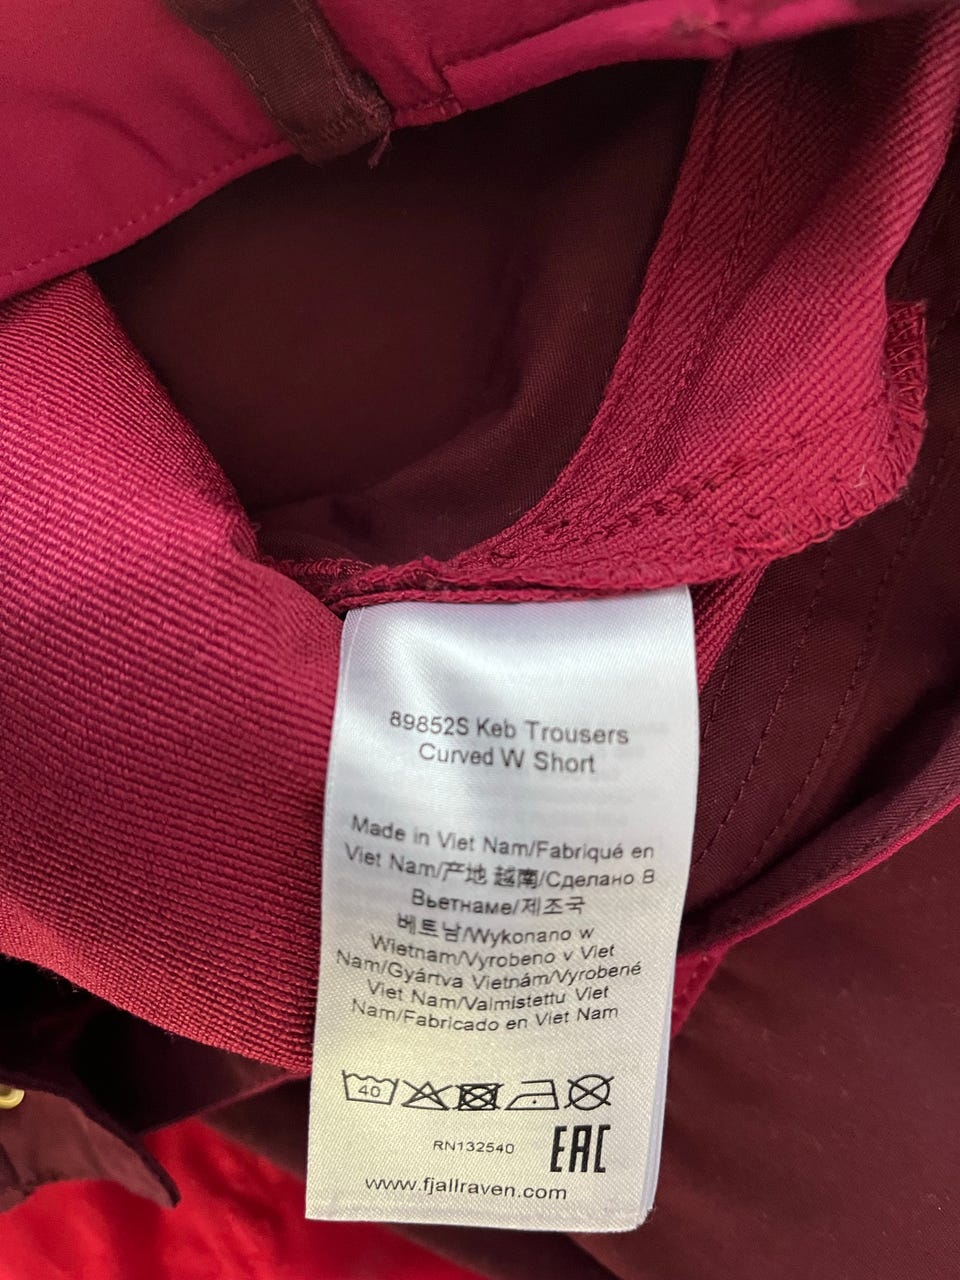 89852S Keb Trousers
Curved W Short
Made in Viet Nam/Fabriqué en
Viet Nam/产地 越南/Сделано В
Вьетнаме/제조국
베트남/Wykonano w
Wietnam/Vyrobeno v Viet
Nam/Gyártva Vietnám/Vyrobené
Viet Nam/Valmistettu Viet
Nam/Fabricado en Viet Nam
40
RN132540 EAC
www.fjallraven.com